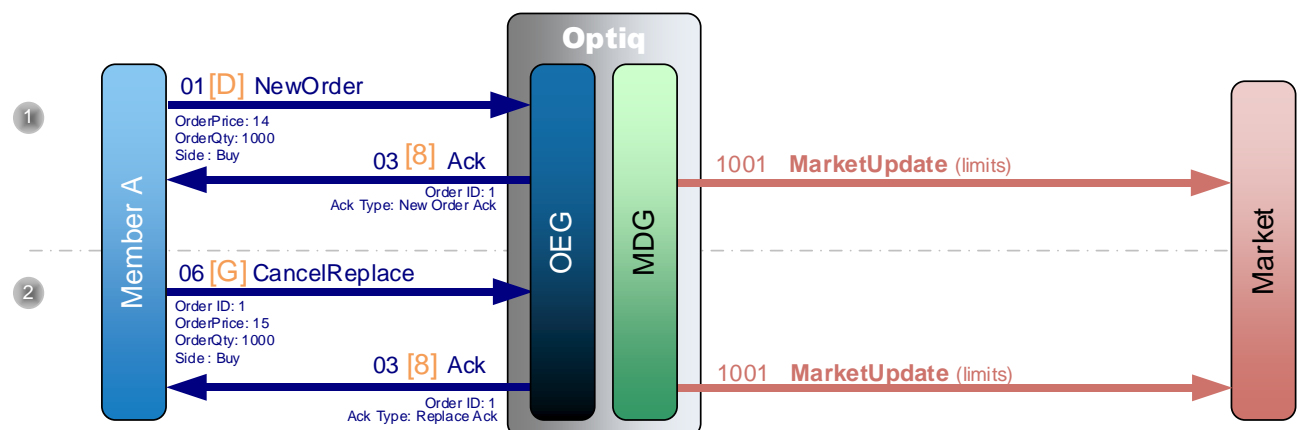 Optiq
01 [D] NewOrder
1
OrderPrice: 14
OrderQty: 1000
Side : Buy
03 [8] Ack
1001 MarketUpdate (limits)
Order ID: 1
Ack Type: New Order Ack
Member A
OEG
MDG
Market
06 [G] CancelReplace
2
Order ID: 1
OrderPrice: 15
OrderQty: 1000
Side : Buy
03 [8] Ack
1001 MarketUpdate (limits)
Order ID: 1
Ack Type: Replace Ack